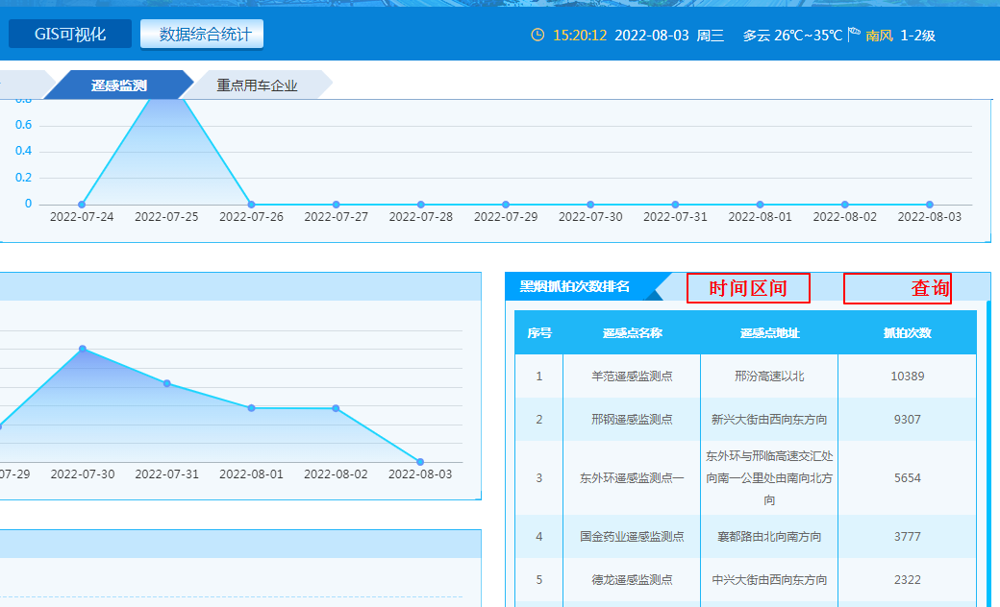 GIS可视化
数据综合统计
15:20:12 2022-08-03 周三 多云 26℃~35℃ 南风 1-2级
遥感监测
重点用车企业
0.8
0.6
0.4
0.2
0
2022-07-24 2022-07-25 2022-07-26 2022-07-27 2022-07-28 2022-07-29 2022-07-30 2022-07-31 2022-08-01 2022-08-02 2022-08-03
07-29 2022-07-30 2022-07-31 2022-08-01 2022-08-02 2022-08-03
黑烟抓拍次数排名
时间区间
查询
序号 遥感点名称 遥感点地址 抓拍次数
1 羊范遥感监测点 邢汾高速以北 10389
2 邢钢遥感监测点 新兴大街由西向东方向 9307
3 东外环遥感监测点一 东外环与邢临高速交汇处
向南一公里处由南向北方
向 5654
4 国金药业遥感监测点 襄都路由北向南方向 3777
5 德龙遥感监测点 中兴大街由西向东方向 2322